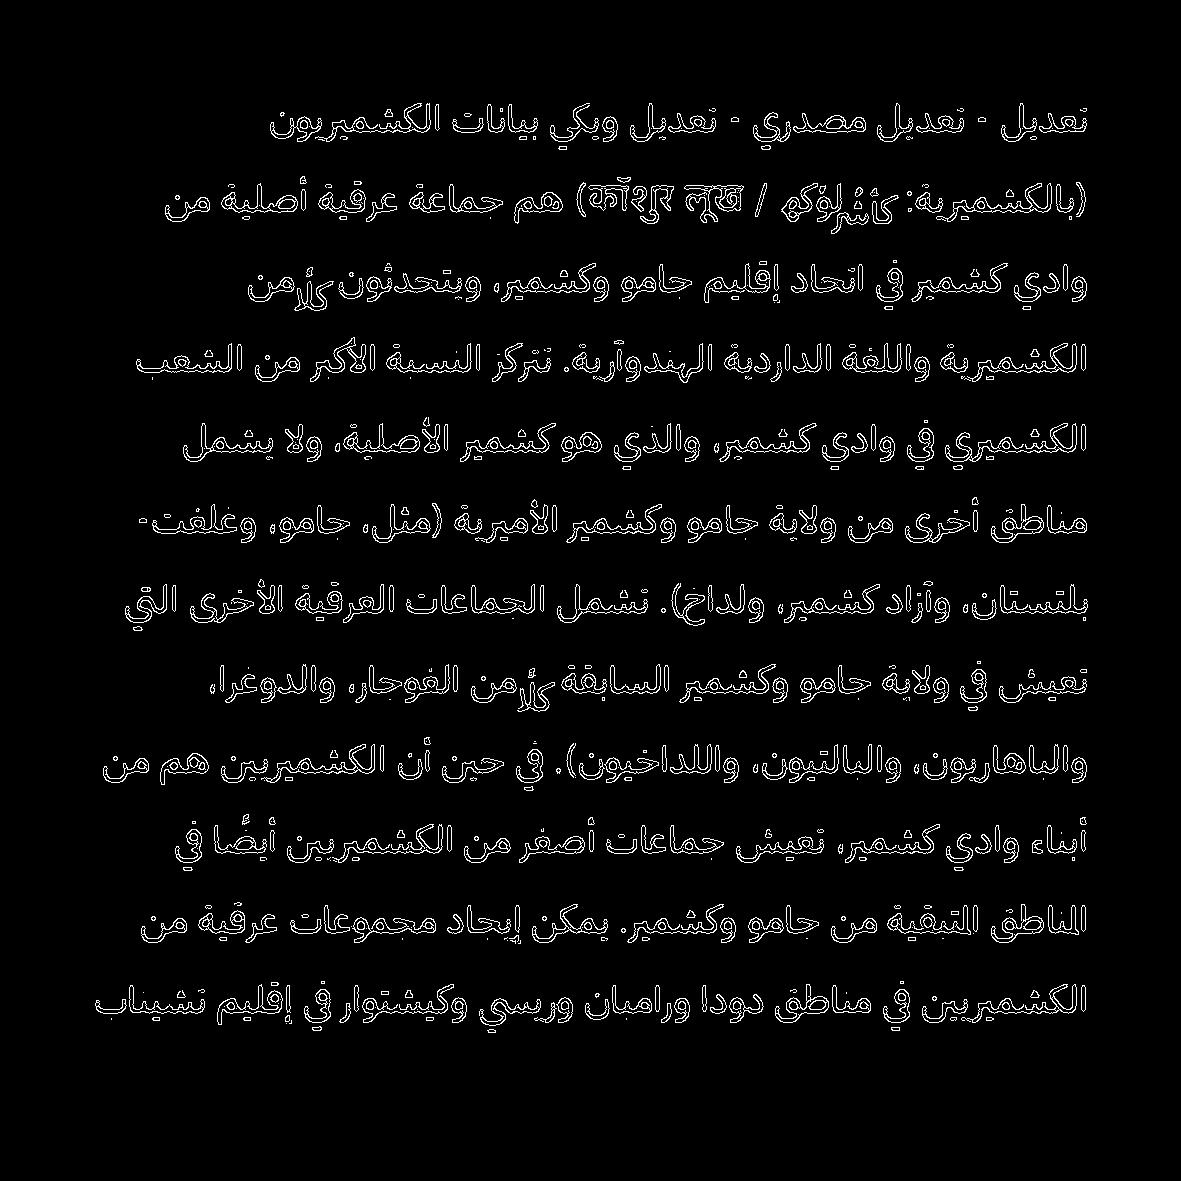 تعديل - تعديل مصدري - تعديل ويكي بيانات الكشميريون
(بالكشميرية: کٲشُر لوٗکھ / कॉशुर लूख) هم جماعة عرقية أصلية من
وادي كشمير في اتحاد إقليم جامو وكشمير، ويتحدثون كلًا من
الكشميرية واللغة الداردية الهندوآرية. تتركز النسبة الأكبر من الشعب
الكشميري في وادي كشمير، والذي هو كشمير الأصلية، ولا يشمل
مناطق أخرى من ولاية جامو وكشمير الأميرية (مثل، جامو، وغلغت-
بلتستان، وآزاد كشمير، ولداخ). تشمل الجماعات العرقية الأخرى التي
تعيش في ولاية جامو وكشمير السابقة كلًا من الغوجار، والدوغرا،
والباهاريون، والبالتيون، واللداخيون). في حين أن الكشميريين هم من
أبناء وادي كشمير، تعيش جماعات أصغر من الكشميريين أيضًا في
المناطق المتبقية من جامو وكشمير. يمكن إيجاد مجموعات عرقية من
الكشميريين في مناطق دودا ورامبان وريسي وكيشتوار في إقليم تشيناب